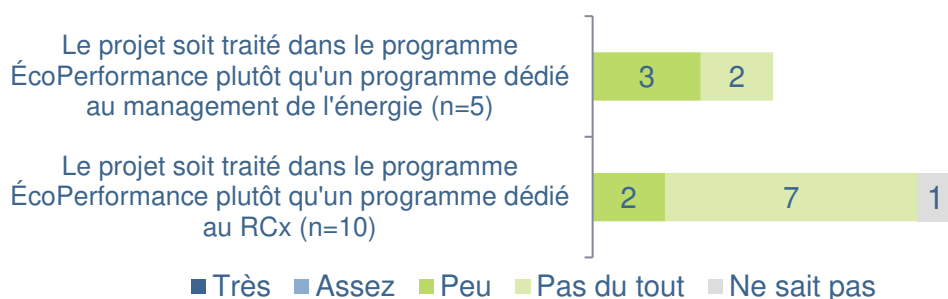 Le projet soit traité dans le programme
ÉcoPerformance plutôt qu'un programme dédié
au management de l'énergie (n=5)
3 2
Le projet soit traité dans le programme
ÉcoPerformance plutôt qu'un programme dédié
au RCx (n=10)
2 7 1
Très Assez Peu Pas du tout Ne sait pas